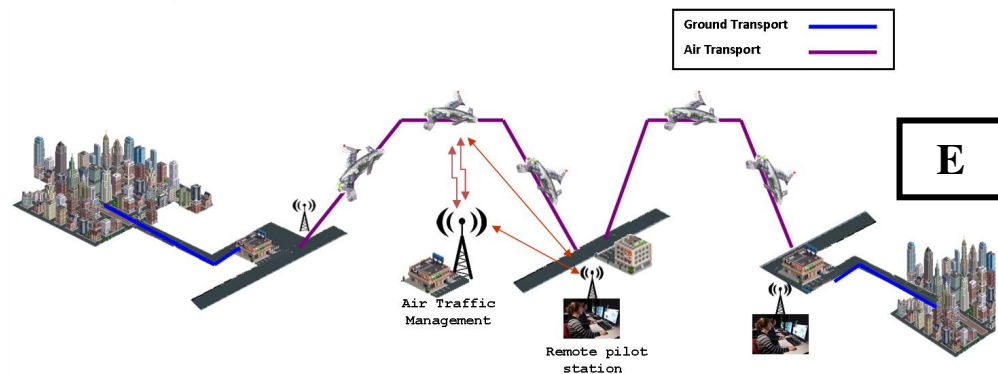 Ground Transport
Air Transport
E
Air Traffic
Management
Remote pilot
station